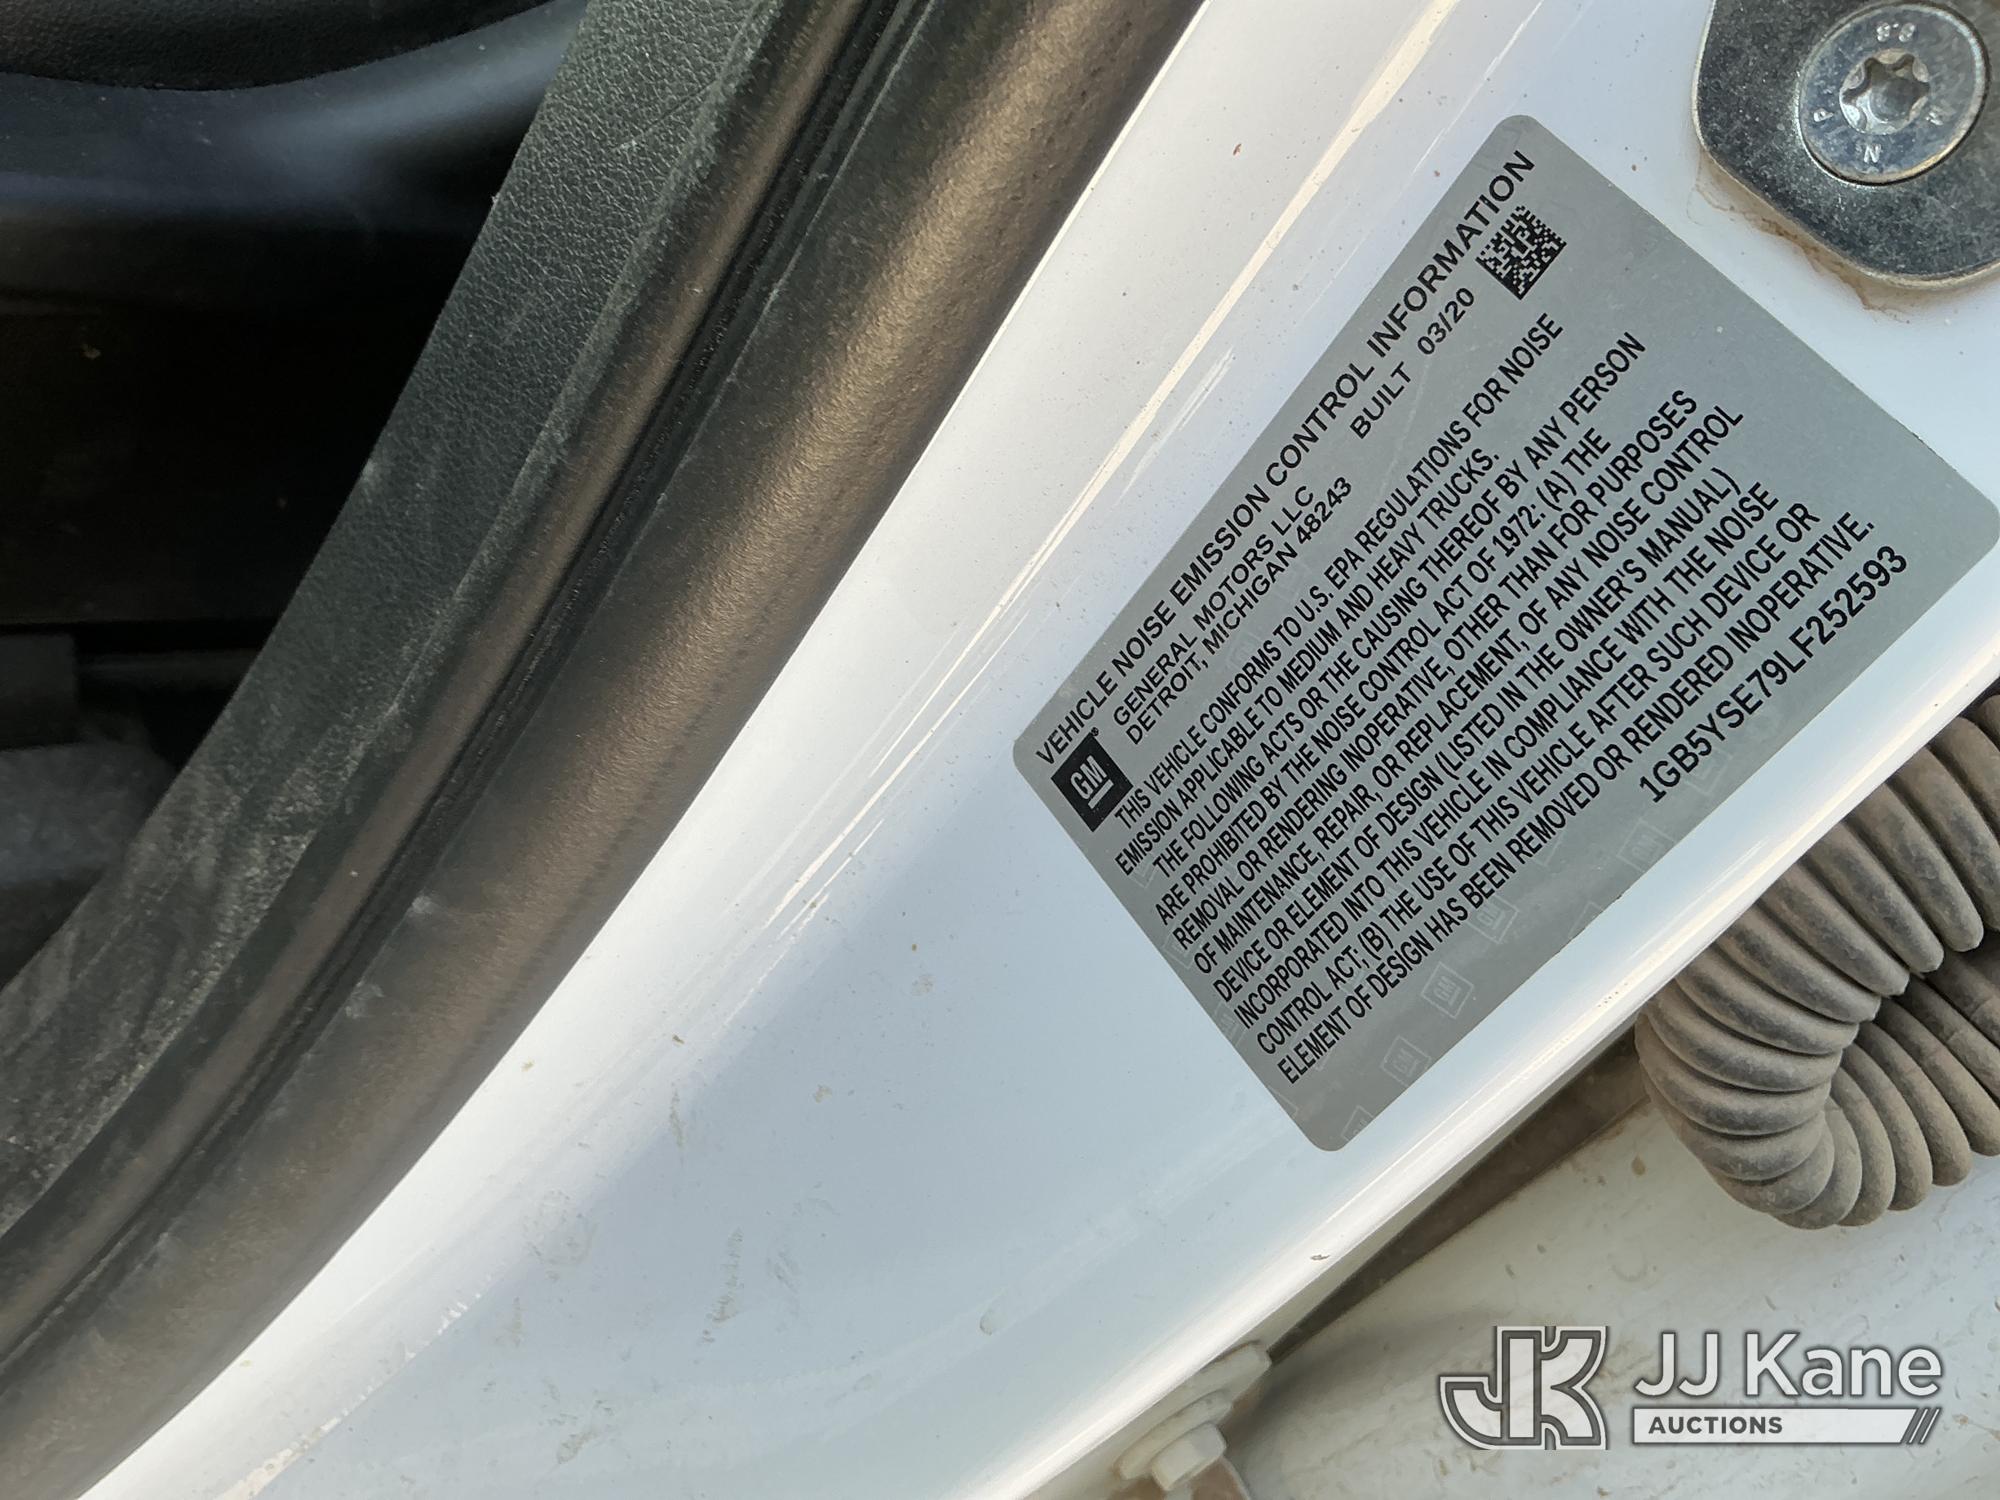 VEHICLE NOISE EMISSION CONTROL INFORMATION
GM
GENERAL MOTORS LLC
DETROIT, MICHIGAN 48243
BUILT 03/20
THIS VEHICLE CONFORMS TO U.S. EPA REGULATIONS FOR NOISE
EMISSION APPLICABLE TO MEDIUM AND HEAVY TRUCKS.
THE FOLLOWING ACTS OR THE CAUSING THEREOF BY ANY PERSON
ARE PROHIBITED BY THE NOISE CONTROL ACT OF 1972: (A) THE
REMOVAL OR RENDERING INOPERATIVE, OTHER THAN FOR PURPOSES
OF MAINTENANCE, REPAIR, OR REPLACEMENT, OF ANY NOISE CONTROL
DEVICE OR ELEMENT OF DESIGN (LISTED IN THE OWNER'S MANUAL)
INCORPORATED INTO THIS VEHICLE IN COMPLIANCE WITH THE NOISE
CONTROL ACT; (B) THE USE OF THIS VEHICLE AFTER SUCH DEVICE OR
ELEMENT OF DESIGN HAS BEEN REMOVED OR RENDERED INOPERATIVE.
1GB5YSE79LF252593
JK JJ Kane
AUCTIONS